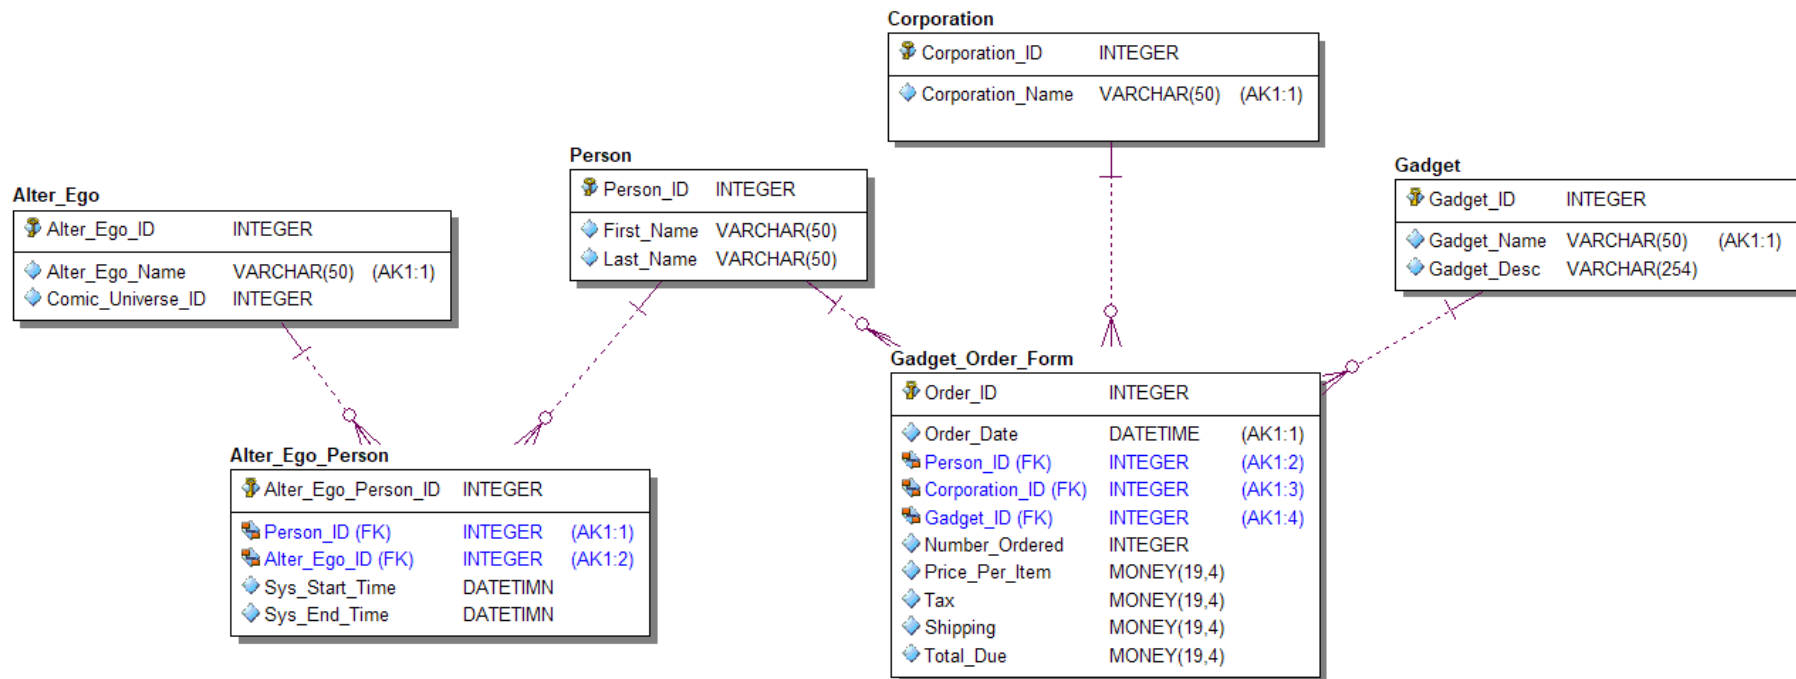 Corporation
Corporation_ID INTEGER
Corporation_Name VARCHAR(50) (AK1:1)
Person
Person_ID INTEGER
First_Name VARCHAR(50)
Last_Name VARCHAR(50)
Gadget
Gadget_ID INTEGER
Gadget_Name VARCHAR(50) (AK1:1)
Gadget_Desc VARCHAR(254)
Alter_Ego
Alter_Ego_ID INTEGER
Alter_Ego_Name VARCHAR(50) (AK1:1)
Comic_Universe_ID INTEGER
Gadget_Order_Form
Order_ID INTEGER
Order_Date DATETIME (AK1:1)
Person_ID (FK) INTEGER (AK1:2)
Corporation_ID (FK) INTEGER (AK1:3)
Gadget_ID (FK) INTEGER (AK1:4)
Number_Ordered INTEGER
Price_Per_Item MONEY(19,4)
Tax MONEY(19,4)
Shipping MONEY(19,4)
Total_Due MONEY(19,4)
Alter_Ego_Person
Alter_Ego_Person_ID INTEGER
Person_ID (FK) INTEGER (AK1:1)
Alter_Ego_ID (FK) INTEGER (AK1:2)
Sys_Start_Time DATETIMN
Sys_End_Time DATETIMN